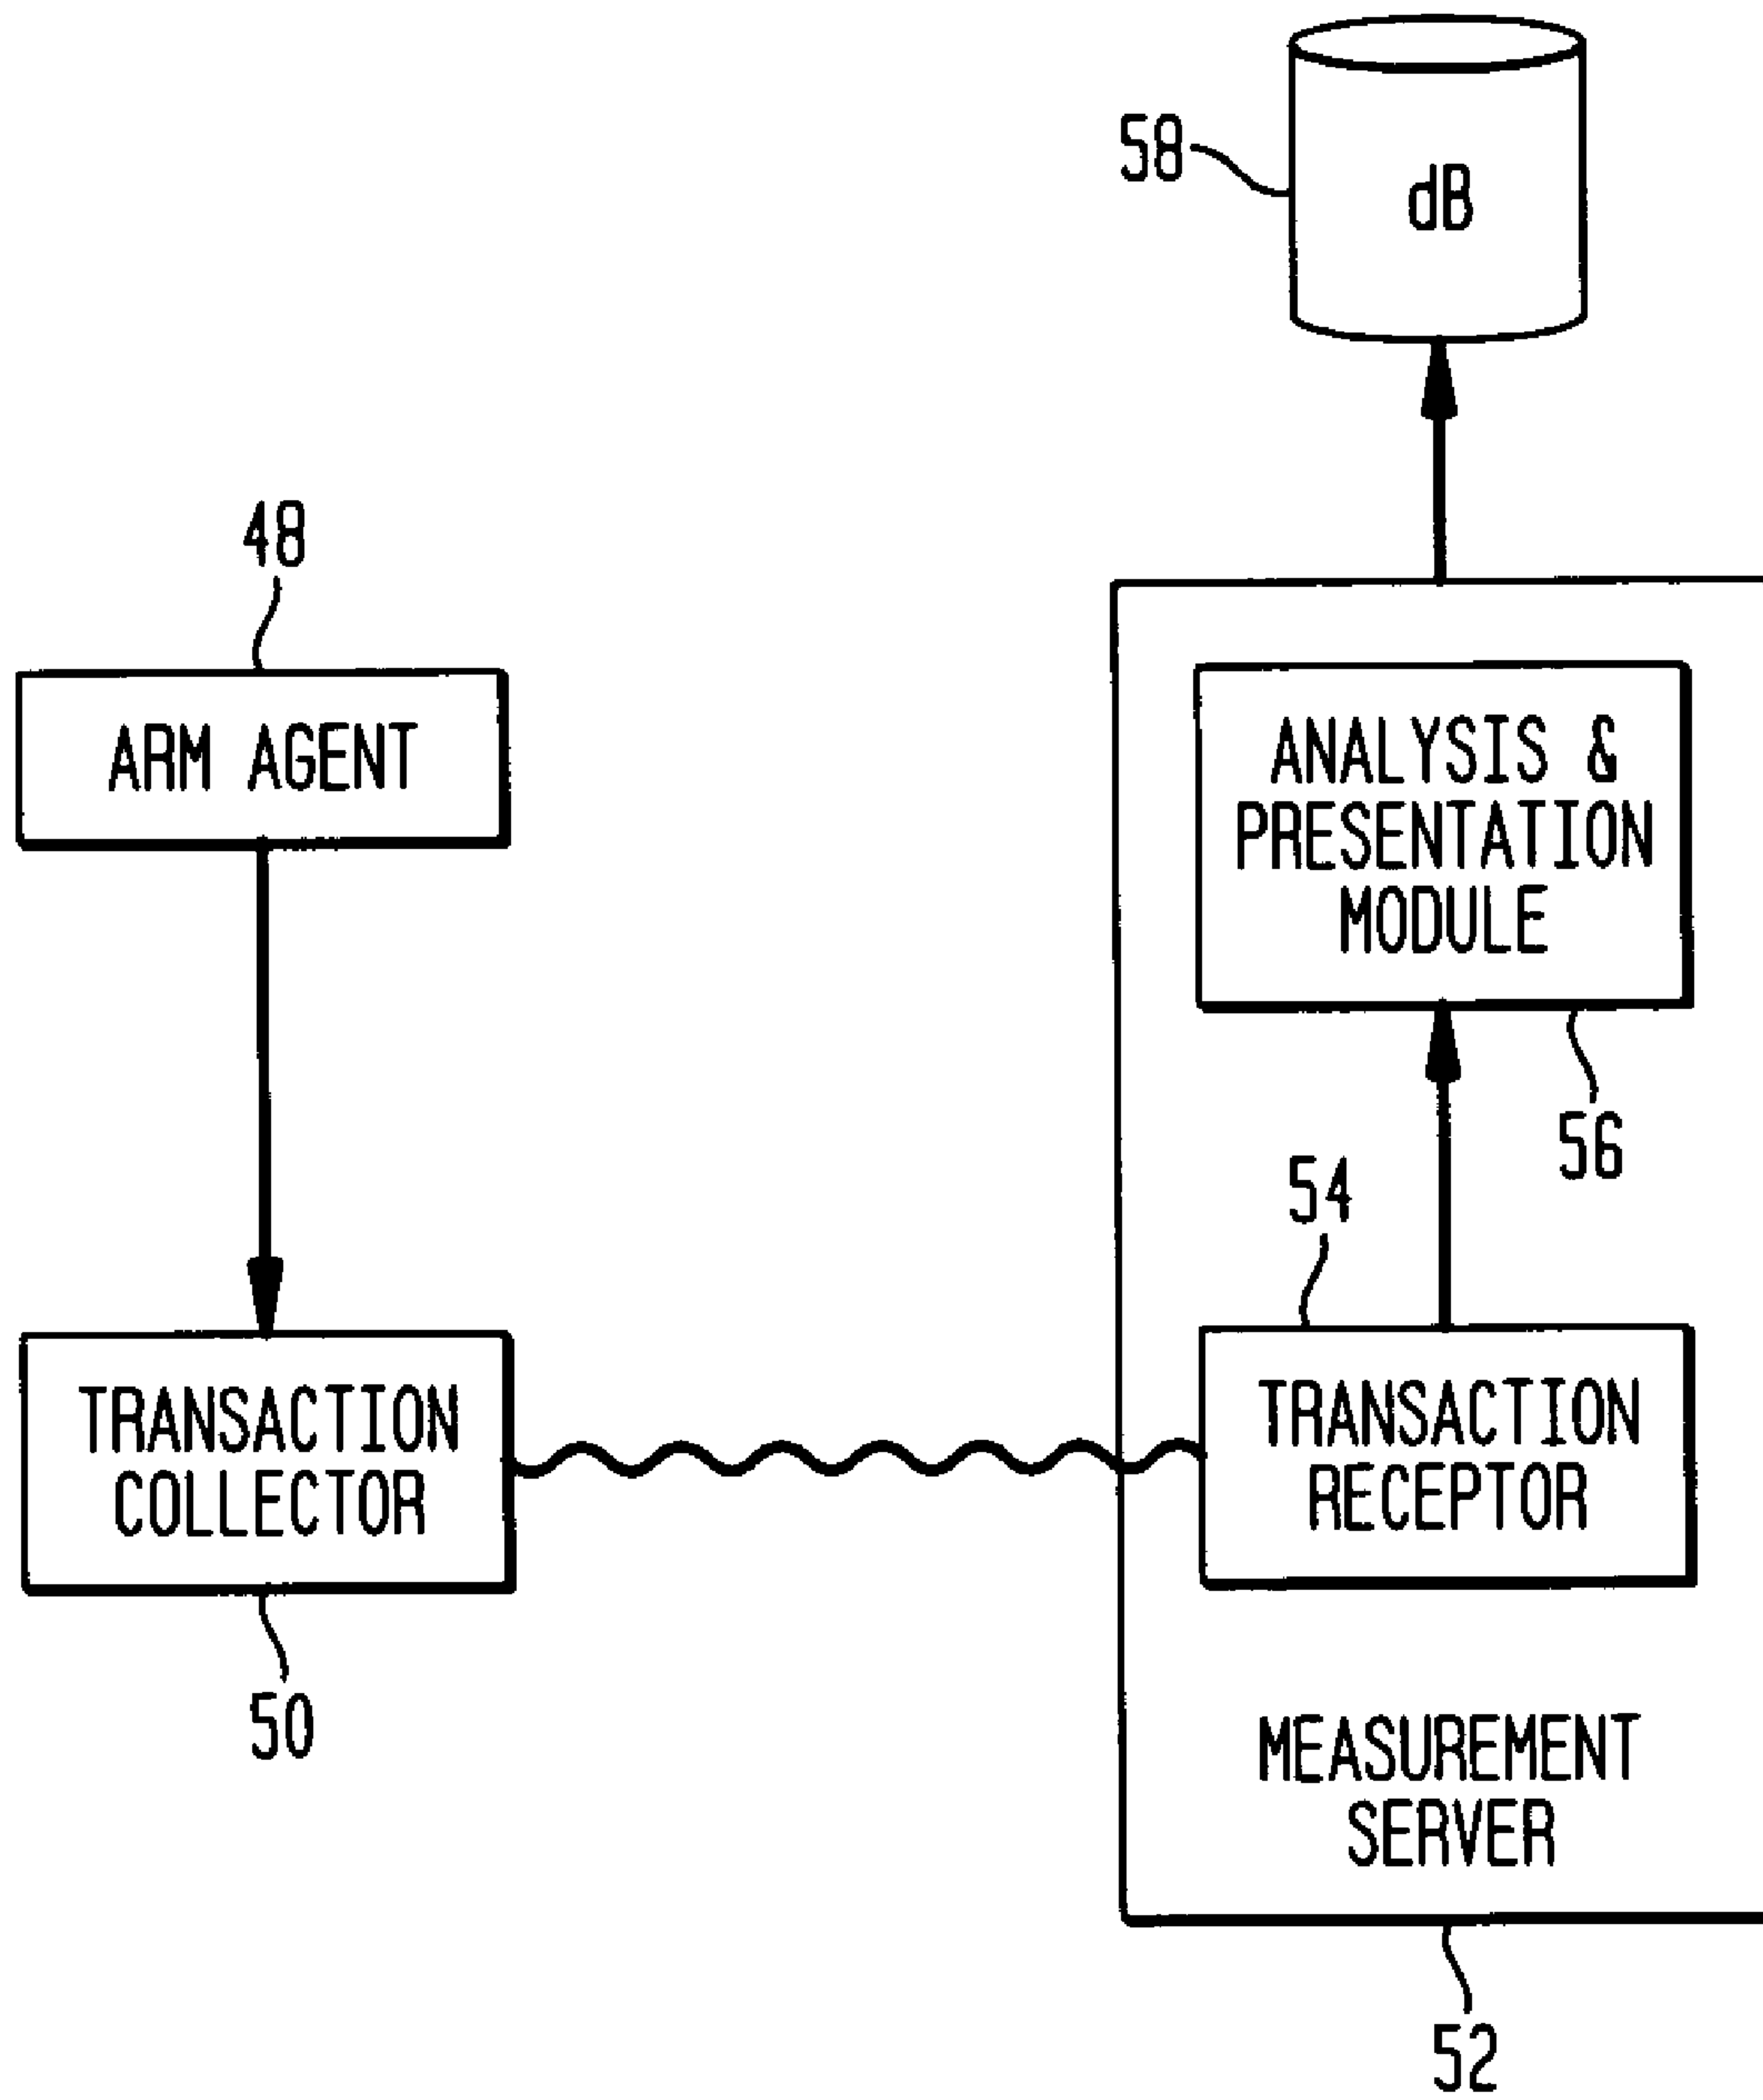 58
dB
48
ARM AGENT
ANALYSIS &
PRESENTATION
MODULE
56
54
TRANSACTION
COLLECTOR
TRANSACTION
RECEPTOR
50
MEASUREMENT
SERVER
52